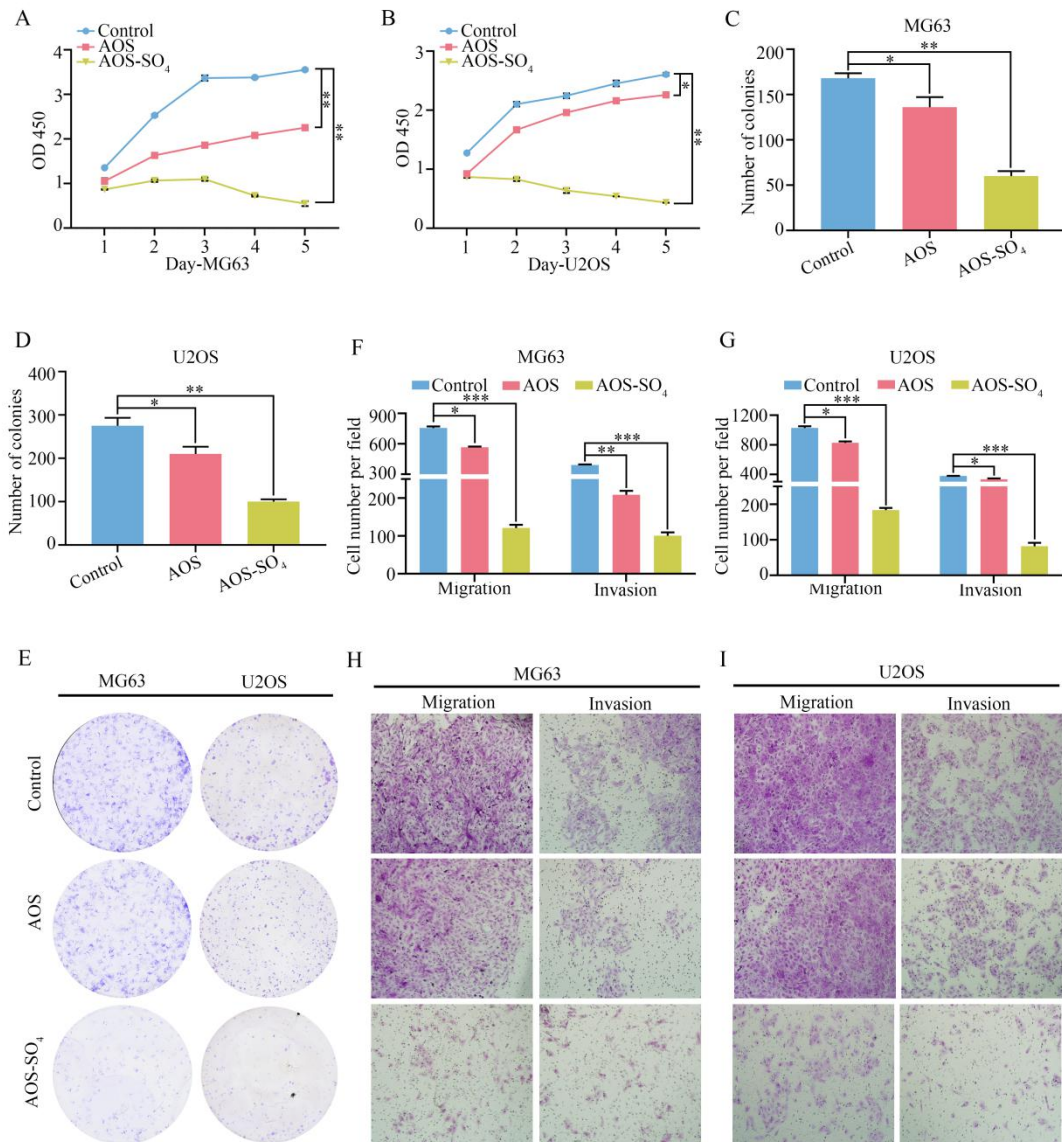 A
Control
AOS
AOS-SO4
4
3
2
1
0
OD 450
**
**
1 2 3 4 5
Day-MG63
B
Control
AOS
AOS-SO4
3
2
1
0
OD 450
*
**
1 2 3 4 5
Day-U2OS
C
MG63
200
150
100
50
0
Number of colonies
**
*
Control AOS AOS-SO4
D
U2OS
400
300
200
100
0
Number of colonies
**
*
Control AOS AOS-SO4
F
MG63
Control AOS AOS-SO4
900
600
300
200
100
0
Cell number per field
***
*
***
**
Migration Invasion
G
U2OS
Control AOS AOS-SO4
1200
800
400
200
100
0
Cell number per field
***
*
***
*
Migration Invasion
E
MG63 U2OS
Control
AOS
AOS-SO4
H
MG63
Migration Invasion
I
U2OS
Migration Invasion